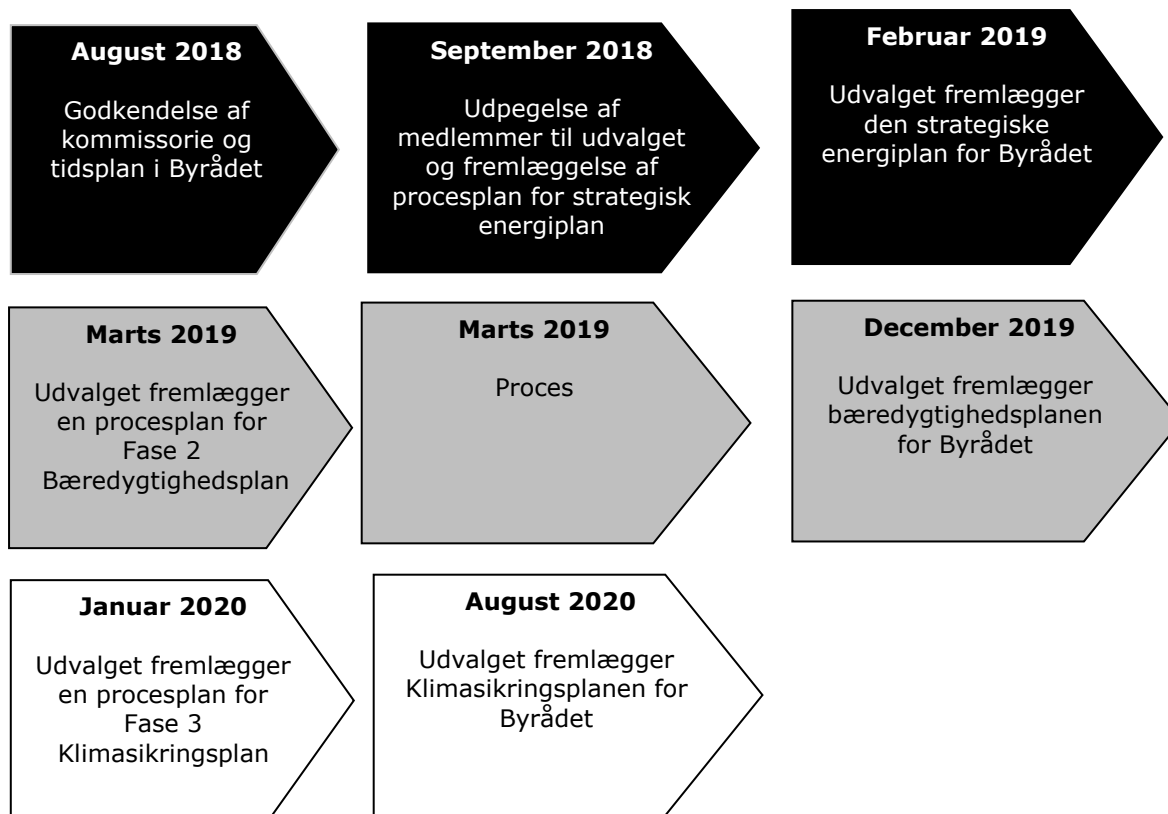 August 2018
Godkendelse af
kommissorie og
tidsplan i Byrådet
September 2018
Udpegelse af
medlemmer til udvalget
og fremlæggelse af
procesplan for strategisk
energiplan
Februar 2019
Udvalget fremlægger
den strategiske
energiplan for Byrådet
Marts 2019
Udvalget fremlægger
en procesplan for
Fase 2
Bæredygtighedsplan
Marts 2019
Proces
December 2019
Udvalget fremlægger
bæredygtighedsplanen
for Byrådet
Januar 2020
Udvalget fremlægger
en procesplan for
Fase 3
Klimasikringsplan
August 2020
Udvalget fremlægger
Klimasikringsplanen for
Byrådet